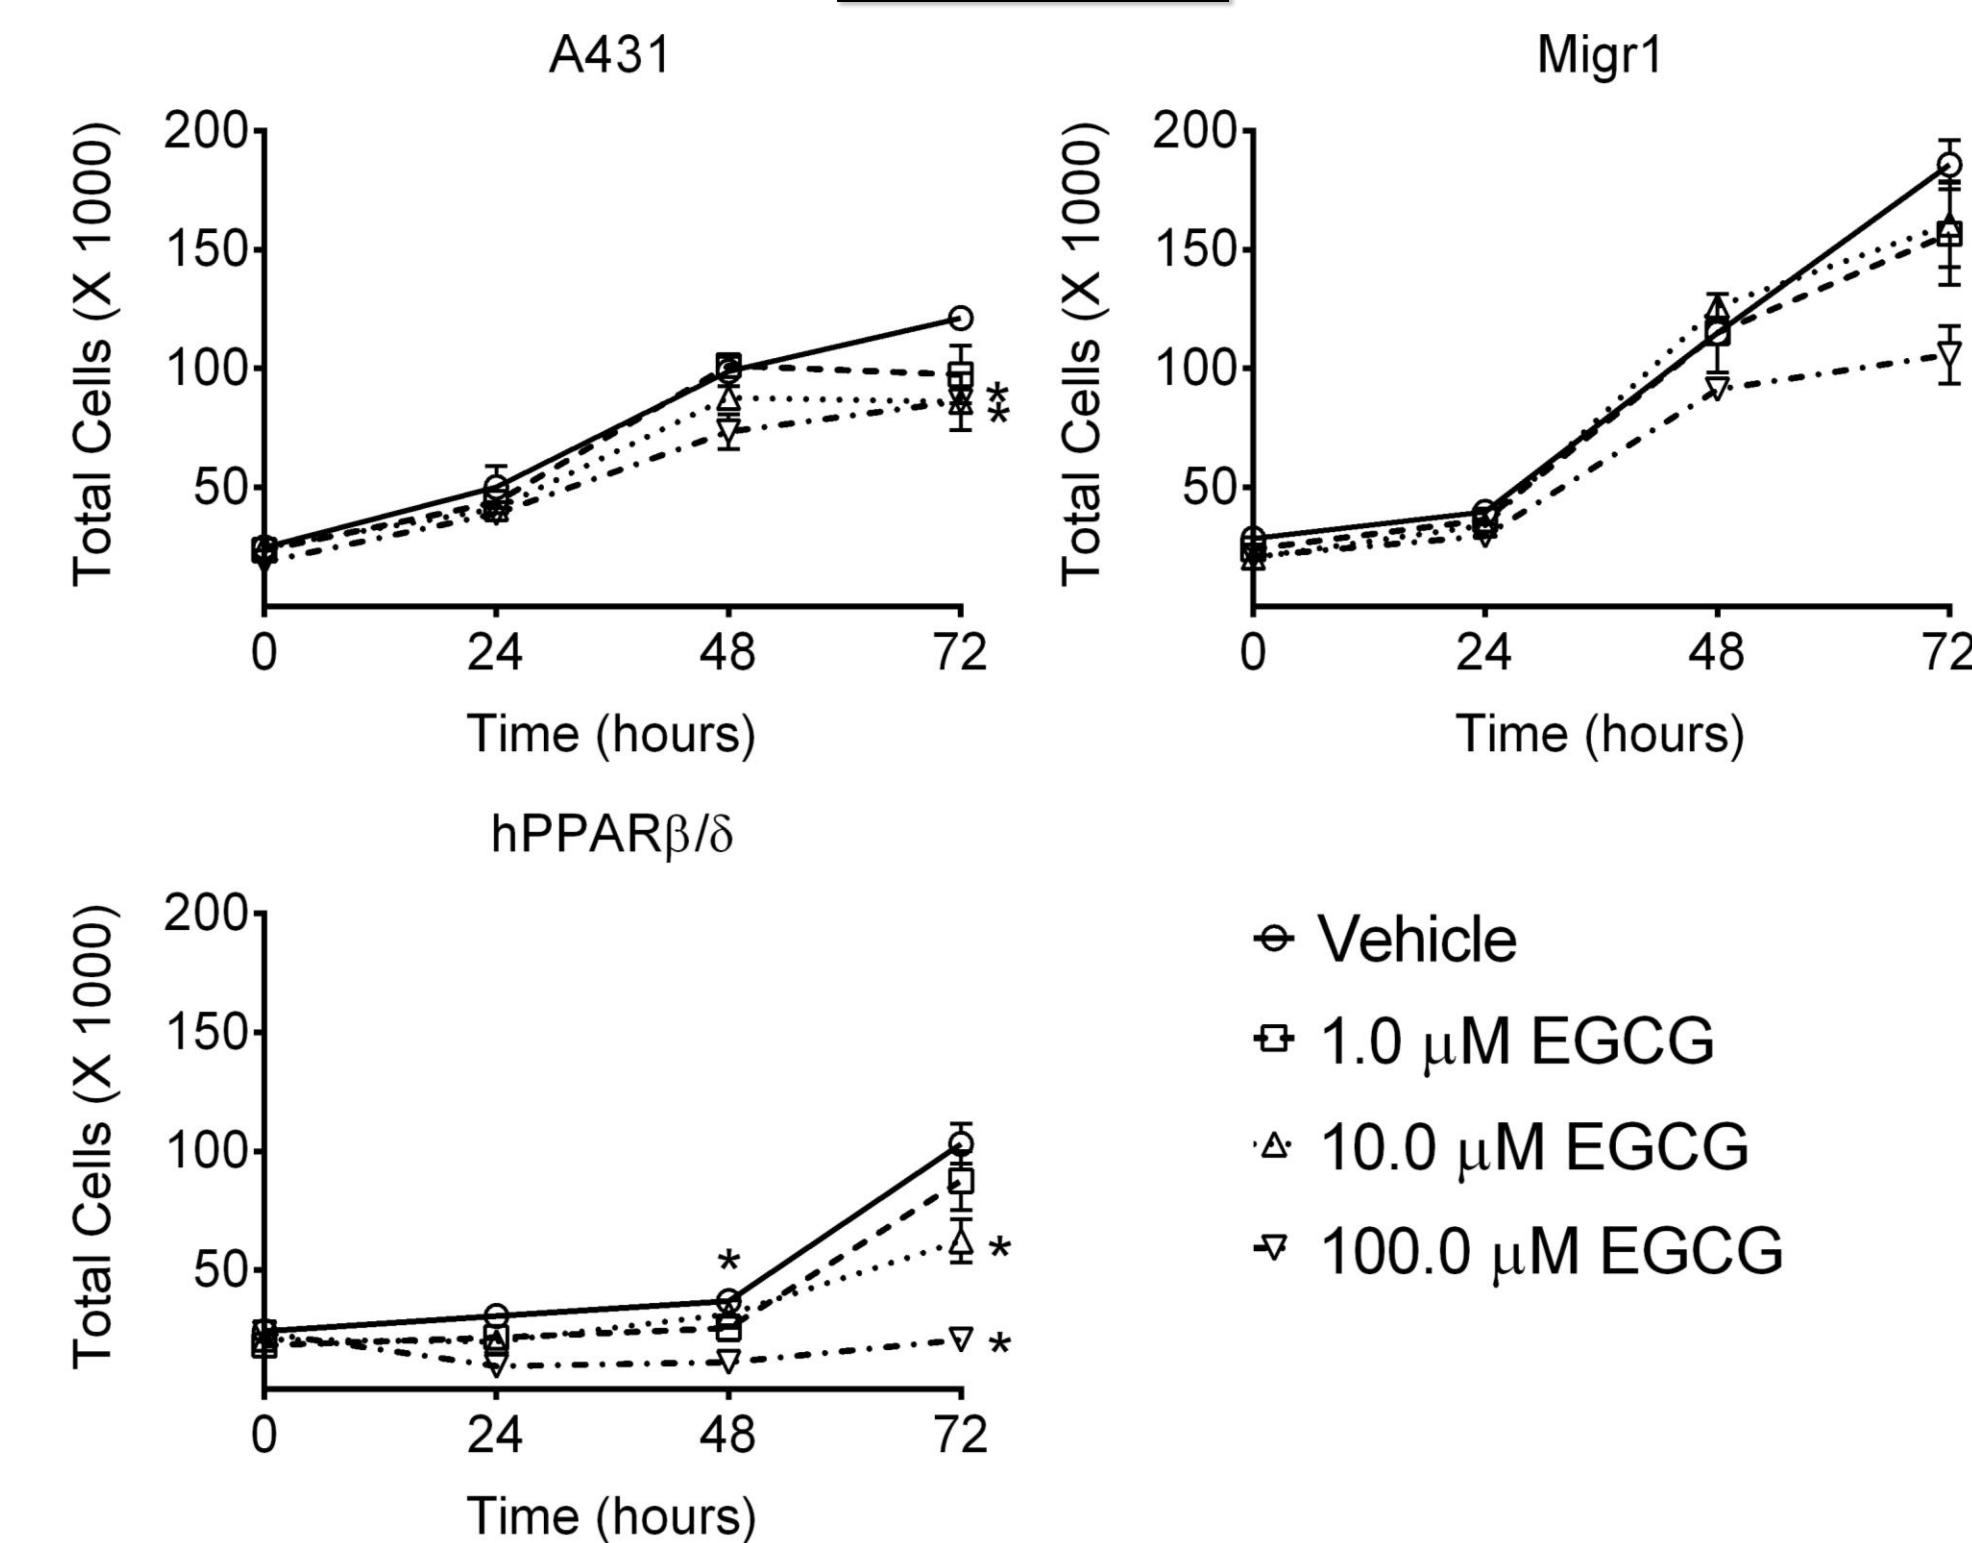 A431
Total Cells (X 1000)
200
150
100
50
0 24 48 72
Time (hours)
*
*
Migr1
Total Cells (X 1000)
200
150
100
50
0 24 48 72
Time (hours)
hPPARβ/δ
Total Cells (X 1000)
200
150
100
50
0 24 48 72
Time (hours)
*
*
*
Vehicle
1.0 μM EGCG
10.0 μM EGCG
100.0 μM EGCG